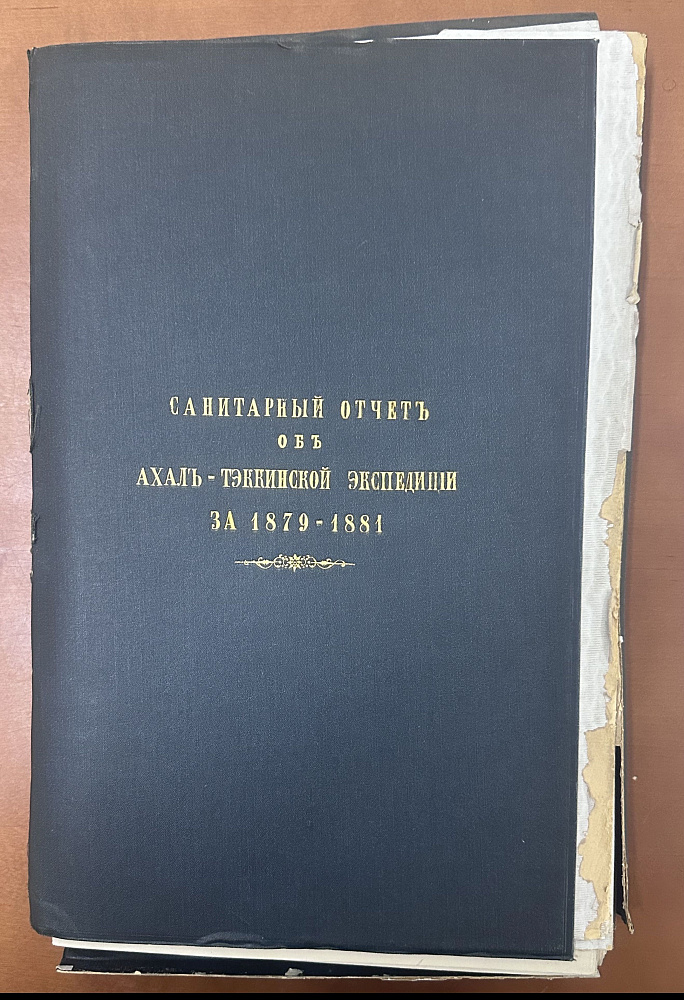 САНИТАРНЫЙ ОТЧЕТЪ
ОБЪ
АХАЛЪ-ТЭККИНСКОЙ ЭКСПЕДИЦІИ
ЗА 1879-1881